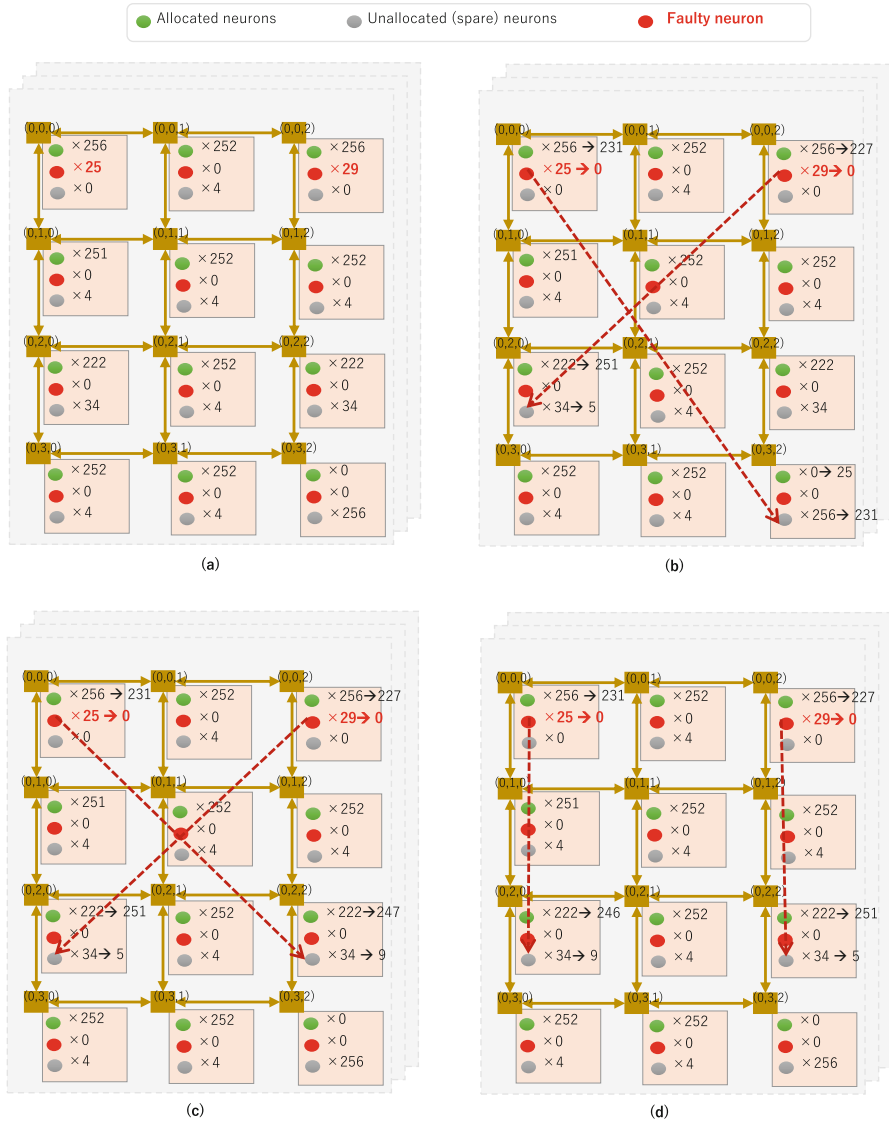 Allocated neurons Unallocated (spare) neurons Faulty neuron
(0,0,0) (0,0,1) (0,0,2)
×256 ×252 ×256
×25 ×0 ×29
×0 ×4 ×0
(0,1,0) (0,1,1) (0,1,2)
×251 ×252 ×252
×0 ×0 ×0
×4 ×4 ×4
(0,2,0) (0,2,1) (0,2,2)
×222 ×252 ×222
×0 ×0 ×0
×34 ×4 ×34
(0,3,0) (0,3,1) (0,3,2)
×252 ×252 ×0
×0 ×0 ×0
×4 ×4 ×256
(a)
(0,0,0) (0,0,1) (0,0,2)
×256 → 231 ×252 ×256→227
×25 → 0 ×0 ×29→ 0
×0 ×4 ×0
(0,1,0) (0,1,1) (0,1,2)
×251 ×252 ×252
×0 ×0 ×0
×4 ×4 ×4
(0,2,0) (0,2,1) (0,2,2)
×222→ 251 ×252 ×222
×0 ×0 ×0
×34→ 5 ×4 ×34
(0,3,0) (0,3,1) (0,3,2)
×252 ×252 ×0→ 25
×0 ×0 ×0
×4 ×4 ×256→231
(b)
(0,0,0) (0,0,1) (0,0,2)
×256 → 231 ×252 ×256→227
×25 → 0 ×0 ×29→0
×0 ×4 ×0
(0,1,0) (0,1,1) (0,1,2)
×251 ×252 ×252
×0 ×0 ×0
×4 ×4 ×4
(0,2,0) (0,2,1) (0,2,2)
×222→ 251 ×252 ×222→247
×0 ×0 ×0
×34→ 5 ×4 ×34 → 9
(0,3,0) (0,3,1) (0,3,2)
×252 ×252 ×0
×0 ×0 ×0
×4 ×4 ×256
(c)
(0,0,0) (0,0,1) (0,0,2)
×256 → 231 ×252 ×256→227
×25 → 0 ×0 ×29→ 0
×0 ×4 ×0
(0,1,0) (0,1,1) (0,1,2)
×251 ×252 ×252
×0 ×0 ×0
×4 ×4 ×4
(0,2,0) (0,2,1) (0,2,2)
×222→ 246 ×252 ×222→ 251
×0 ×0 ×0
×34→ 9 ×4 ×34 → 5
(0,3,0) (0,3,1) (0,3,2)
×252 ×252 ×0
×0 ×0 ×0
×4 ×4 ×256
(d)